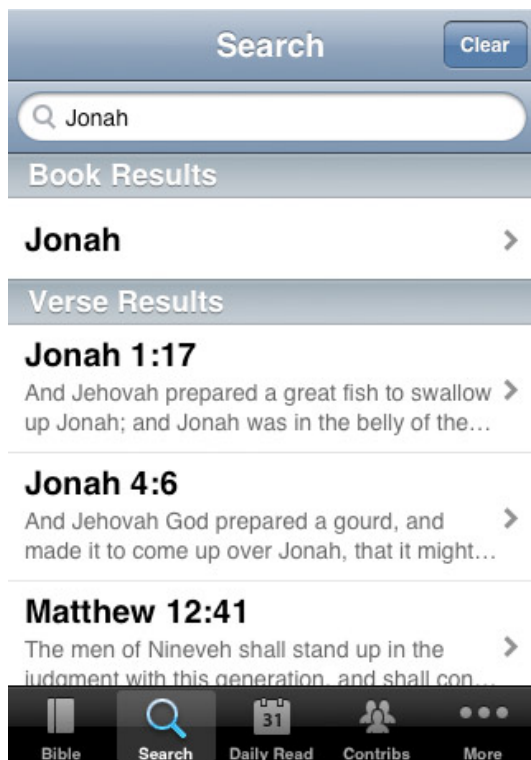 Search
Clear
Jonah
Book Results
Jonah
Verse Results
Jonah 1:17
And Jehovah prepared a great fish to swallow
up Jonah; and Jonah was in the belly of the...
Jonah 4:6
And Jehovah God prepared a gourd, and
made it to come up over Jonah, that it might...
Matthew 12:41
The men of Nineveh shall stand up in the
judgment with this generation, and shall con...
31
Bible
Search
Daily Read
Contribs
More